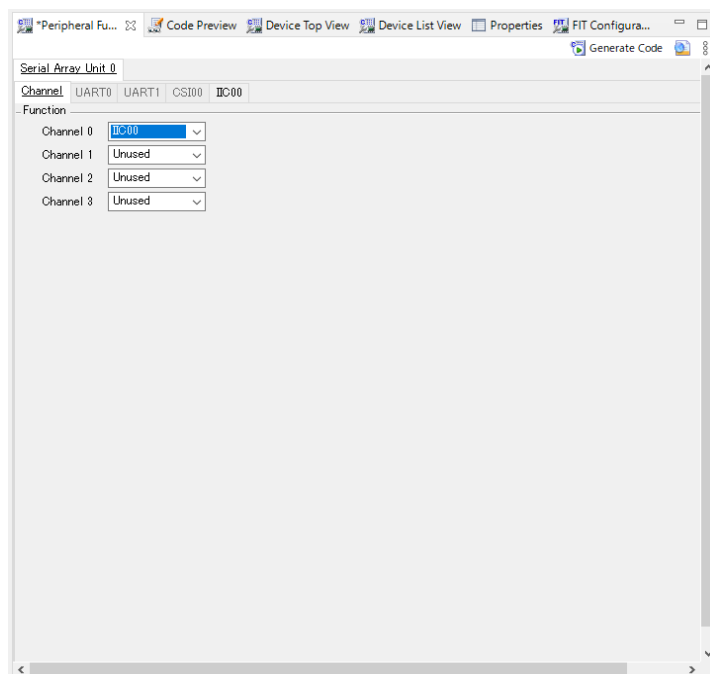 *Peripheral Fu... Code Preview Device Top View Device List View Properties FIT Configura...
Generate Code
Serial Array Unit 0
Channel UART0 UART1 CSI00 IIC00
Function
Channel 0 IIC00
Channel 1 Unused
Channel 2 Unused
Channel 3 Unused